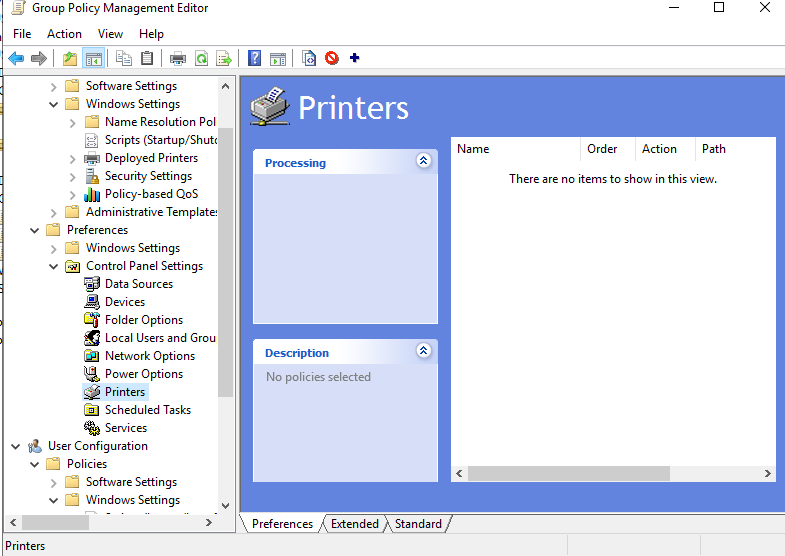 Group Policy Management Editor
File Action View Help
Software Settings
Windows Settings
Name Resolution Pol
Scripts (Startup/Shutd
Deployed Printers
Security Settings
Policy-based QoS
Administrative Templates
Preferences
Windows Settings
Control Panel Settings
Data Sources
Devices
Folder Options
Local Users and Grou
Network Options
Power Options
Printers
Scheduled Tasks
Services
User Configuration
Policies
Software Settings
Windows Settings
Printers
Processing
Description
No policies selected
Name Order Action Path
There are no items to show in this view.
Preferences Extended Standard
Printers